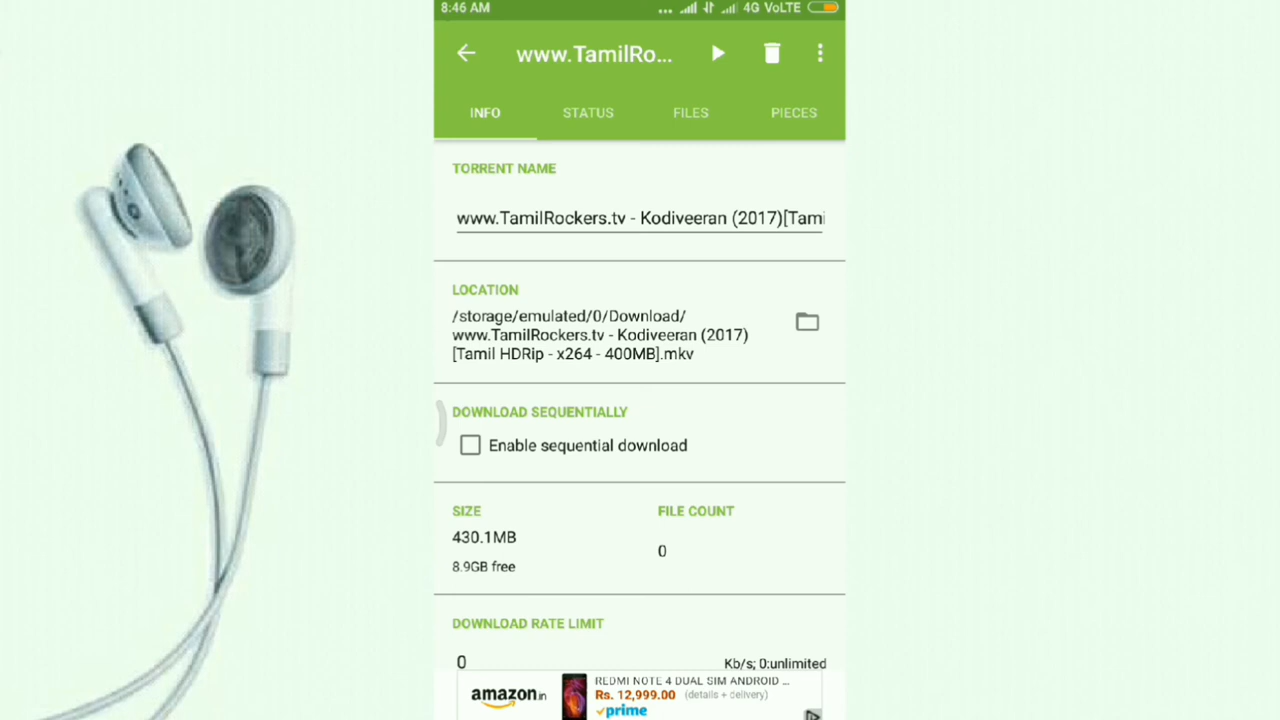 8:46 AM
... 4G VoLTE
www.TamilRo...
INFO
STATUS
FILES
PIECES
TORRENT NAME
www.TamilRockers.tv - Kodiveeran (2017)[Tami
LOCATION
/storage/emulated/0/Download/
www.TamilRockers.tv - Kodiveeran (2017)
[Tamil HDRip - x264 - 400MB].mkv
DOWNLOAD SEQUENTIALLY
Enable sequential download
SIZE
FILE COUNT
430.1MB
0
8.9GB free
DOWNLOAD RATE LIMIT
0
Kb/s; 0:unlimited
amazon.in
REDMI NOTE 4 DUAL SIM ANDROID ...
Rs. 12,999.00 (details + delivery)
prime